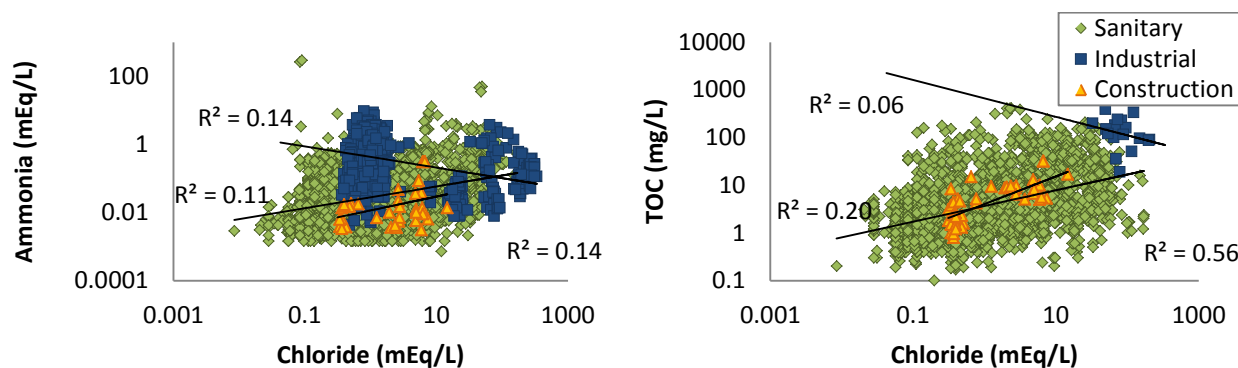 Ammonia (mEq/L)
100
1
0.01
0.0001
R² = 0.14
R² = 0.11
R² = 0.14
0.001
0.1
10
1000
Chloride (mEq/L)
TOC (mg/L)
10000
1000
100
10
1
0.1
R² = 0.06
R² = 0.20
R² = 0.56
0.001
0.1
10
1000
Chloride (mEq/L)
Sanitary
Industrial
Construction